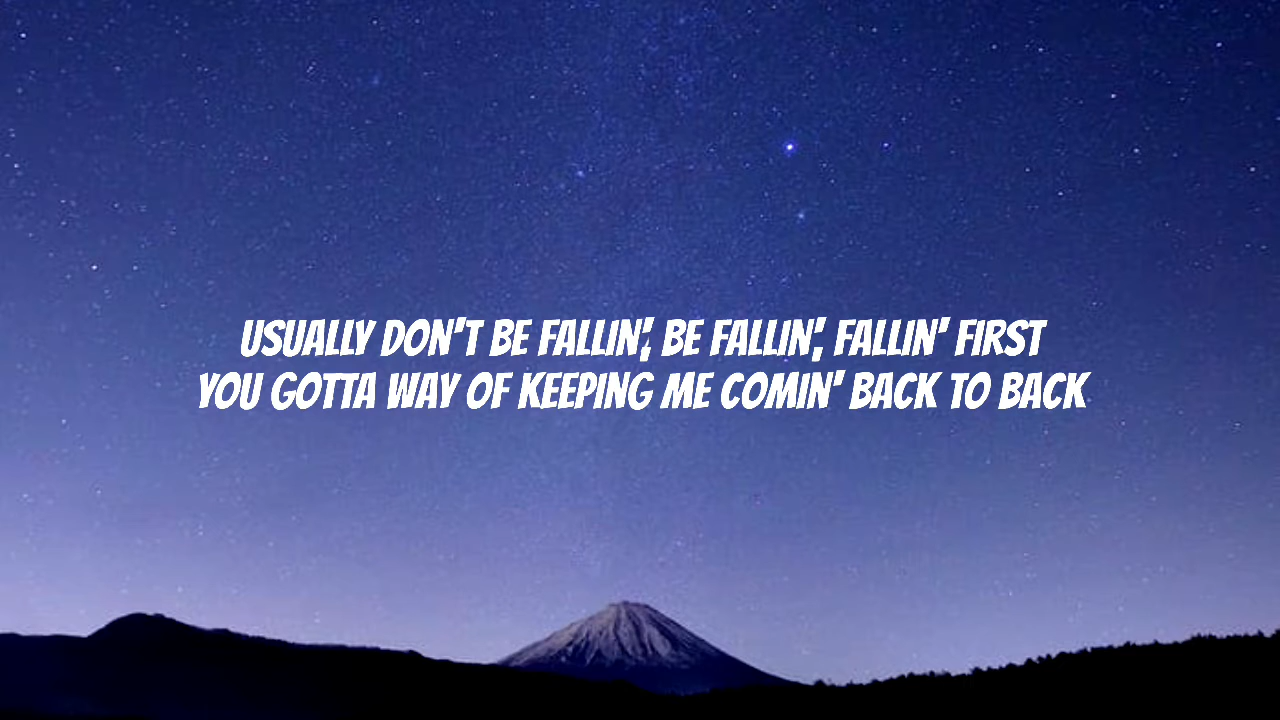 USUALLY DON'T BE FALLIN', BE FALLIN', FALLIN' FIRST
YOU GOTTA WAY OF KEEPING ME COMIN' BACK TO BACK